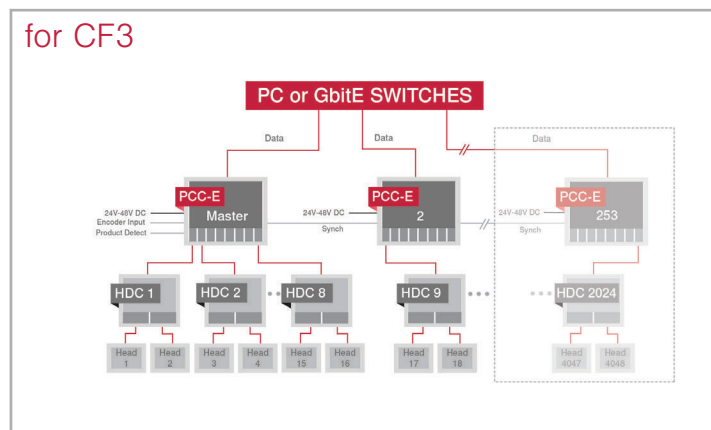 for CF3
PC or GbitE SWITCHES
Data
Data
Data
PCC-E
Master
24V-48V DC
Encoder Input
Product Detect
PCC-E
2
24V-48V DC
Synch
PCC-E
253
24V-48V DC
Synch
HDC 1
HDC 2
HDC 8
HDC 9
HDC 2024
Head
1
Head
2
Head
3
Head
4
Head
15
Head
16
Head
17
Head
18
Head
4047
Head
4048